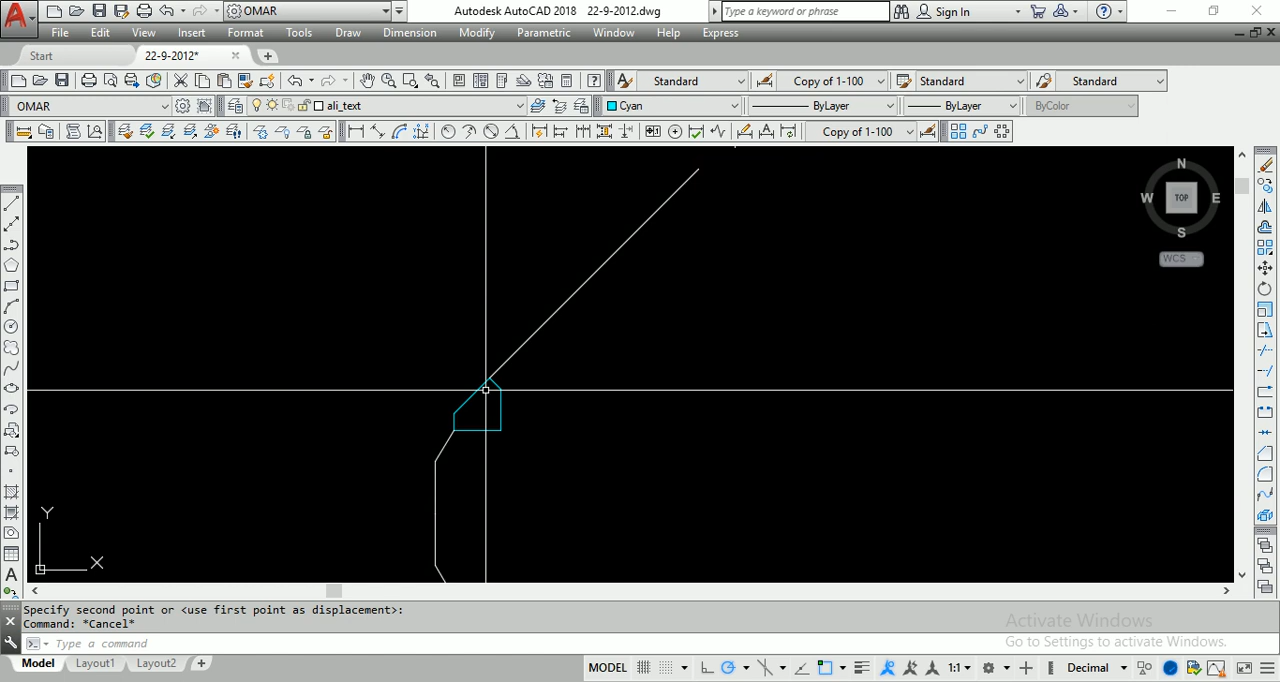 OMAR
Autodesk AutoCAD 2018 22-9-2012.dwg
Type a keyword or phrase
Sign In
File Edit View Insert Format Tools Draw Dimension Modify Parametric Window Help Express
Start 22-9-2012*
Standard Copy of 1-100 Standard Standard
OMAR ali_text Cyan ByLayer ByLayer ByColor
Copy of 1-100
N
W TOP E
S
WCS
Y
X
Specify second point or <use first point as displacement>:
Command: *Cancel*
Type a command
Activate Windows
Go to Settings to activate Windows.
Model Layout1 Layout2
MODEL 1:1 Decimal